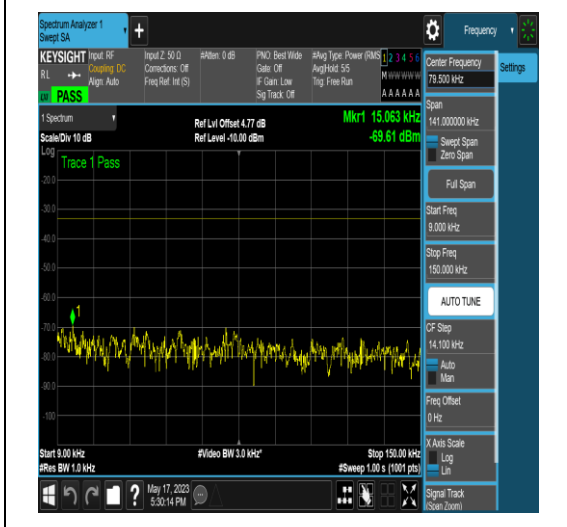 Spectrum Analyzer 1
Swept SA
+
Frequency
KEYSIGHT
Input: RF
Coupling: DC
Align: Auto
Input Z: 50 Ω
Corrections: Off
Freq Ref: Int (S)
#Atten: 0 dB
PNO: Best Wide
Gate: Off
IF Gain: Low
Sig Track: Off
#Avg Type: Power (RMS)
Avg|Hold: 5/5
Trig: Free Run
1 2 3 4 5 6
M W W W W W
A A A A A A
RL
PASS
1 Spectrum
Scale/Div 10 dB
Ref Lvl Offset 4.77 dB
Ref Level -10.00 dBm
Mkr1 15.063 kHz
-69.61 dBm
Log
Trace 1 Pass
1
-20.0
-30.0
-40.0
-50.0
-60.0
-70.0
-80.0
-90.0
-100
Start 9.00 kHz
#Res BW 1.0 kHz
#Video BW 3.0 kHz*
Stop 150.00 kHz
#Sweep 1.00 s (1001 pts)
?
May 17, 2023
5:30:14 PM
Center Frequency
79.500 kHz
Settings
Span
141.000000 kHz
Swept Span
Zero Span
Full Span
Start Freq
9.000 kHz
Stop Freq
150.000 kHz
AUTO TUNE
CF Step
14.100 kHz
Auto
Man
Freq Offset
0 Hz
X Axis Scale
Log
Lin
Signal Track
(Span Zoom)